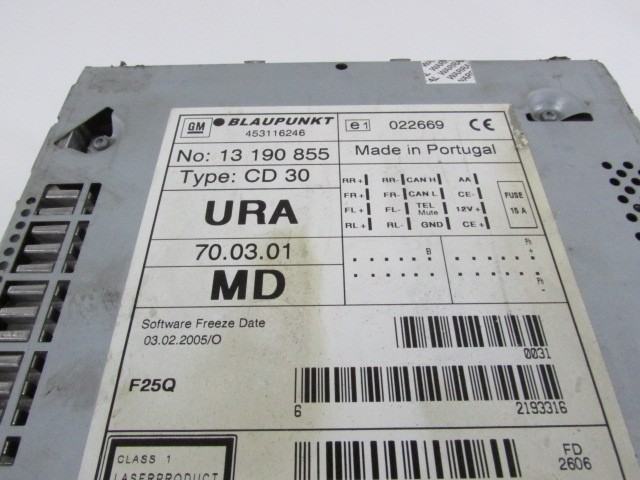 GM BLAUPUNKT
453116246
e1 022669 CE
No: 13 190 855
Made in Portugal
Type: CD 30
RR+ RR- CAN H AA
FR+ FR- CAN L CE-
FL+ FL- TEL Mute 12V+
RL+ RL- GND CE+
FUSE
15 A
URA
70.03.01
MD
Software Freeze Date
03.02.2005/O
0031
F25Q
6 2193316
CLASS 1
LASERPRODUCT
FD
2606